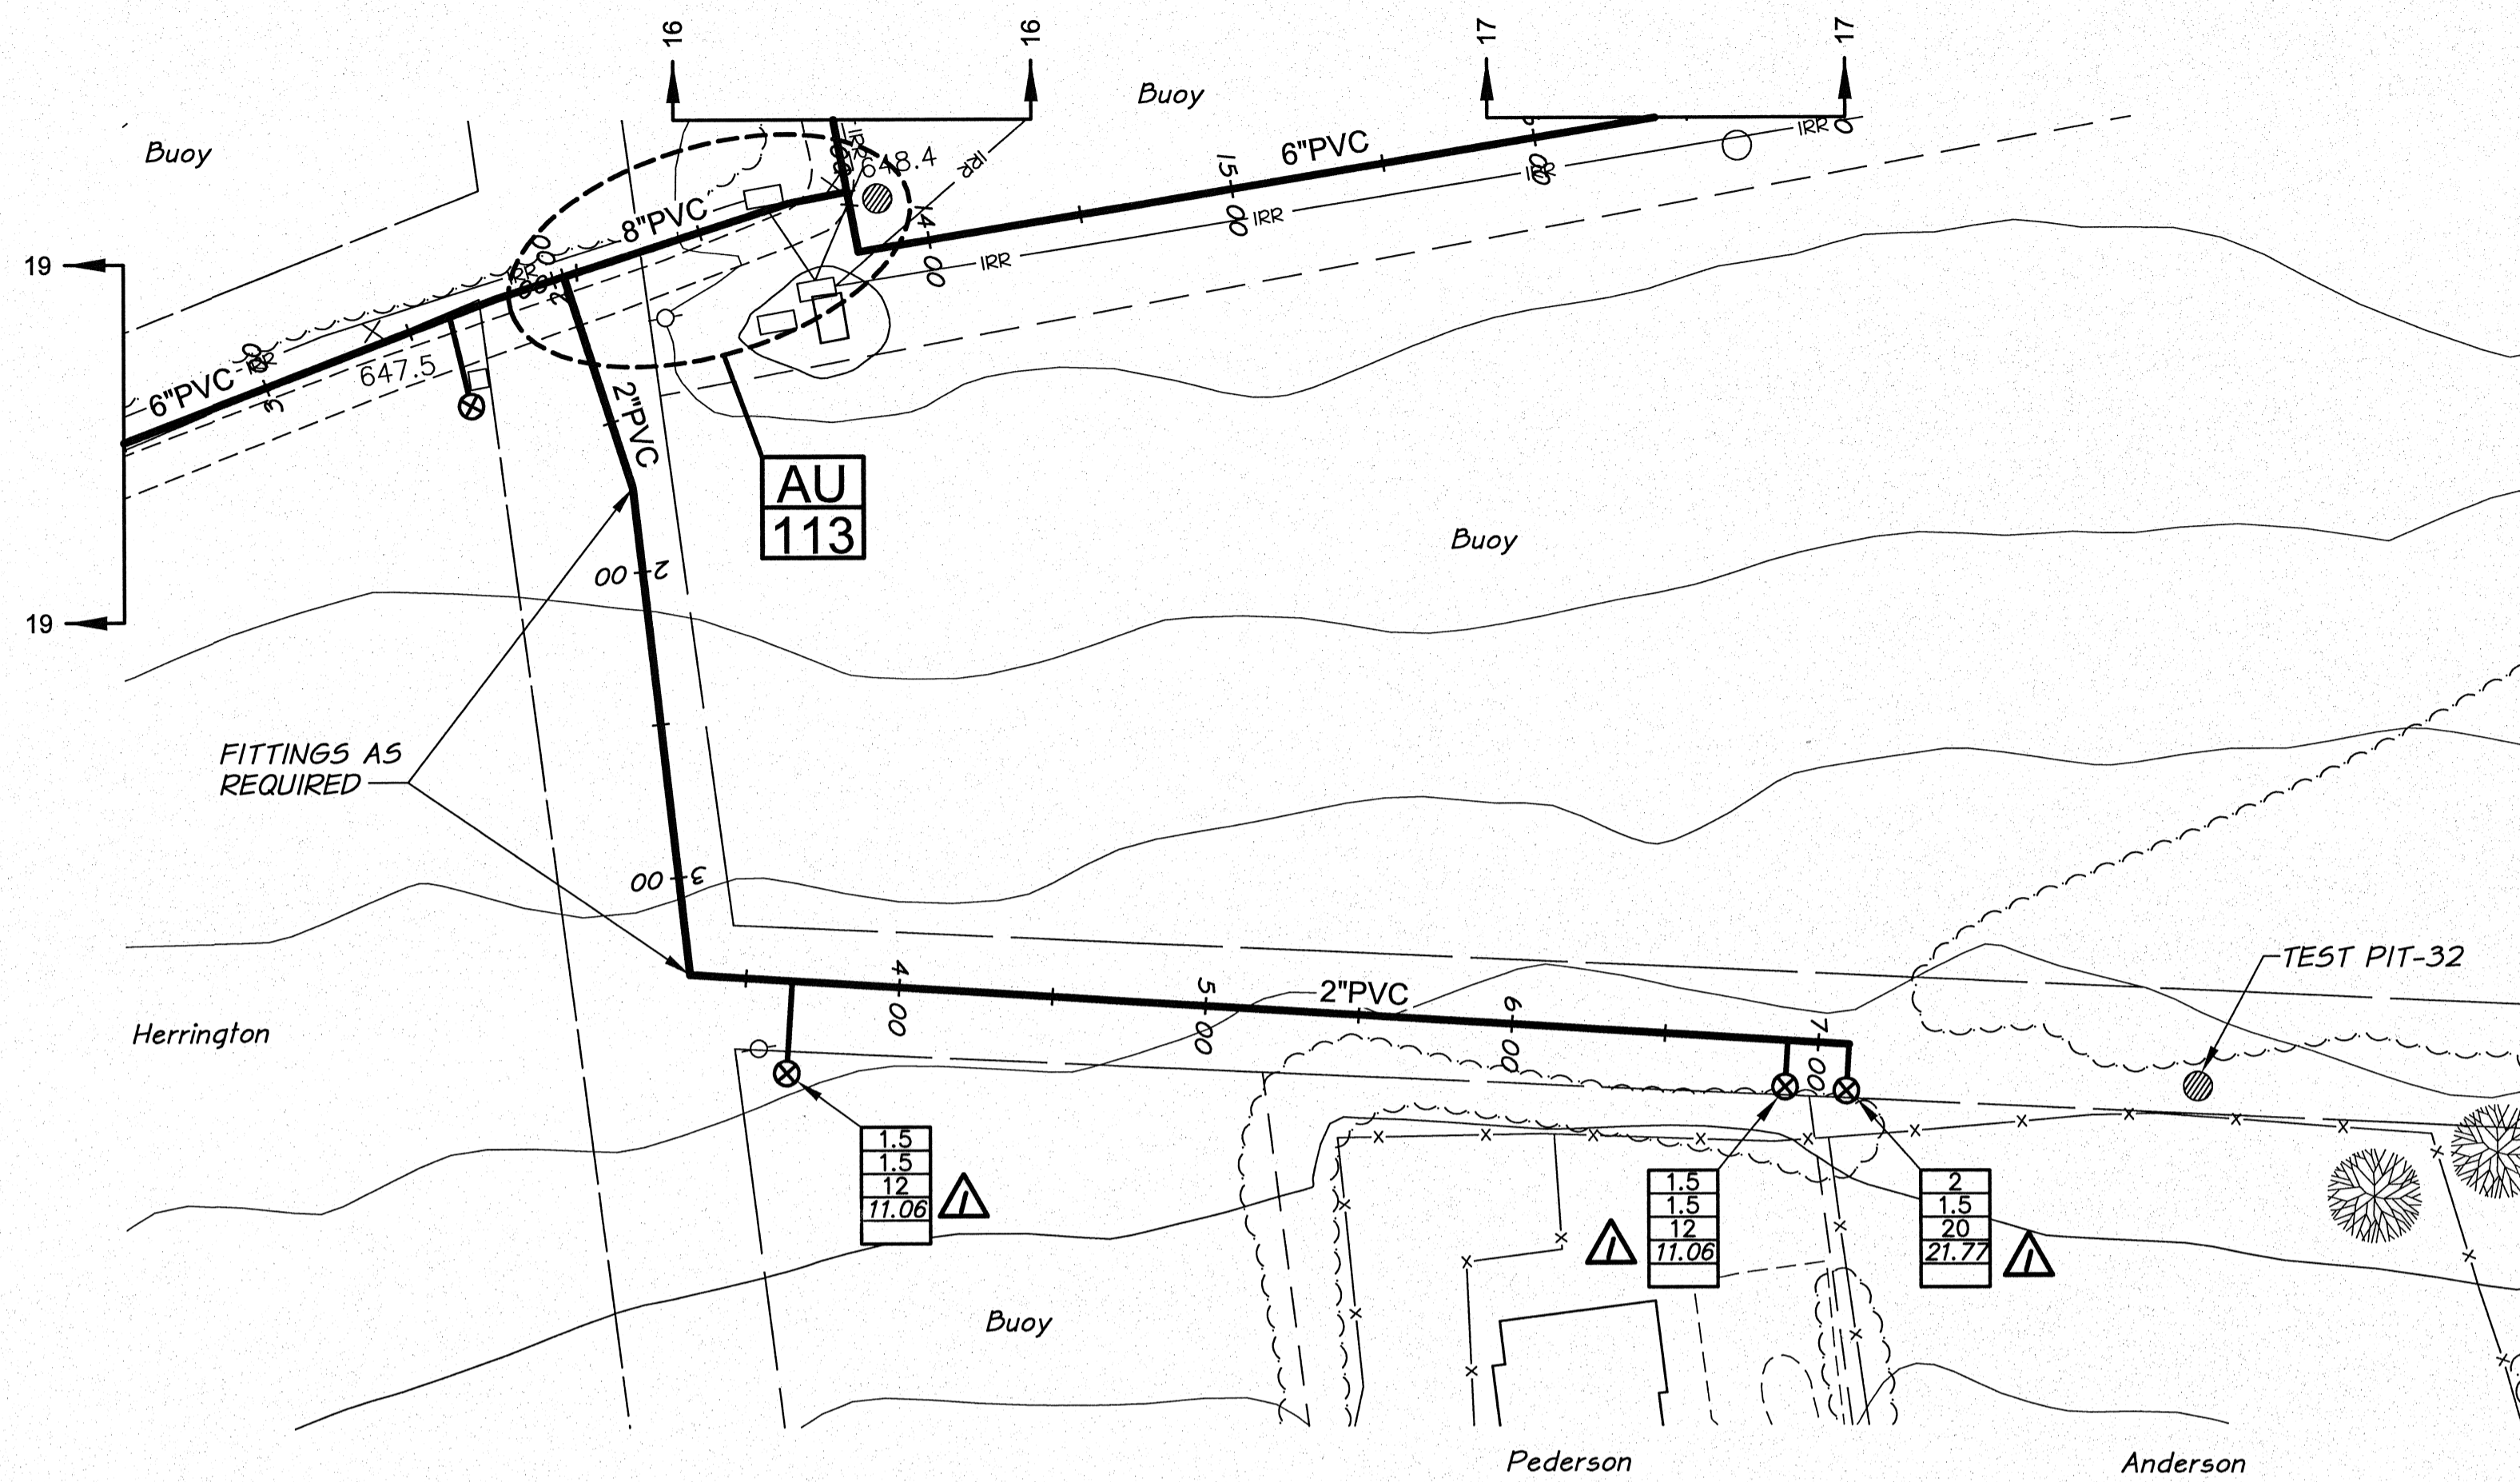 16
16
17
17
Buoy
Buoy
648.4
IRR
6"PVC
IRR
15
00
IRR
IRR
14
00
IRR
8"PVC
19
IRR
647.5
6"PVC
3
2"PVC
AU
113
Buoy
2
00
19
FITTINGS AS
REQUIRED
3
00
TEST PIT-32
4
00
5
00
2"PVC
6
00
7
00
Herrington
1.5
1.5
12
11.06
1.5
1.5
12
11.06
2
1.5
20
21.77
Buoy
Pederson
Anderson